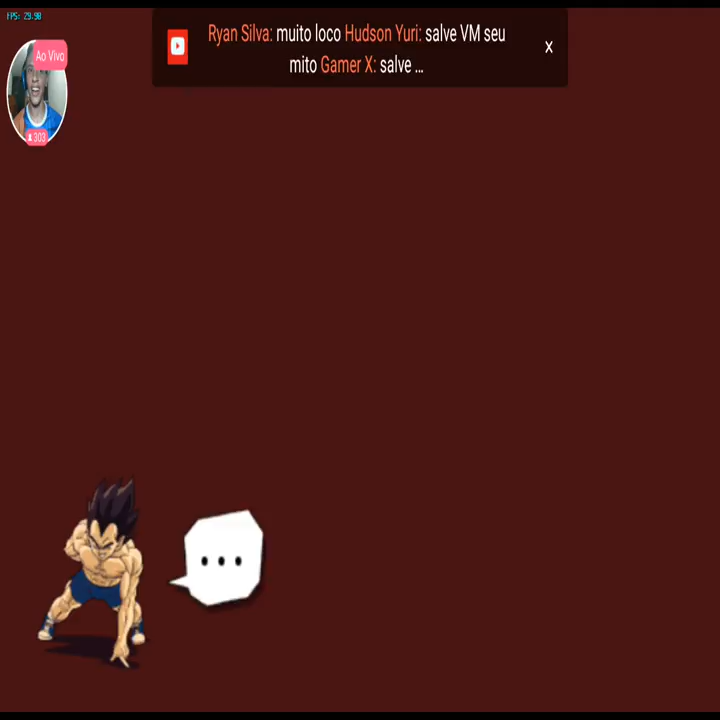 FPS: 29.98
Ryan Silva: muito loco Hudson Yuri: salve VM seu
mito Gamer X: salve ...
X
Ao Vivo
303
...